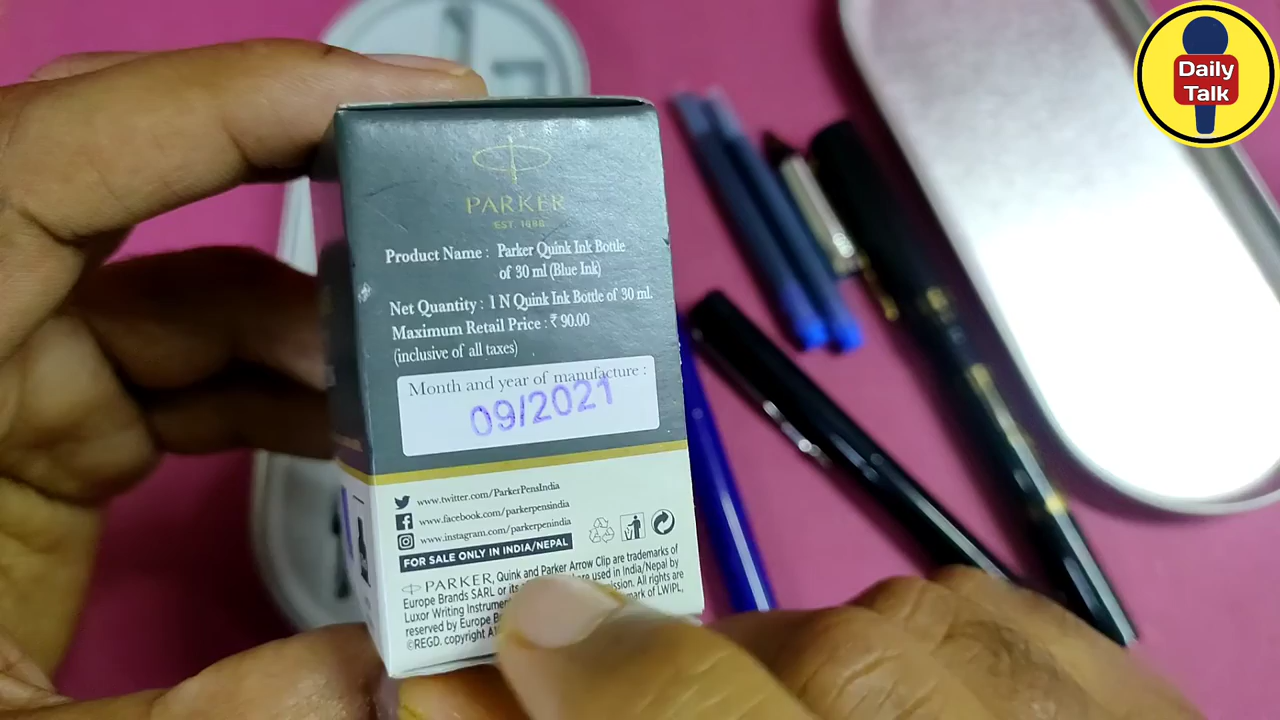 Daily
Talk
PARKER
EST. 1888
Product Name : Parker Quink Ink Bottle
of 30 ml (Blue Ink)
Net Quantity : 1 N Quink Ink Bottle of 30 ml.
Maximum Retail Price : ₹ 90.00
(inclusive of all taxes)
Month and year of manufacture :
09/2021
www.twitter.com/ParkerPensIndia
www.facebook.com/parkerpensindia
www.instagram.com/parkerpenindia
FOR SALE ONLY IN INDIA/NEPAL
PARKER, Quink and Parker Arrow Clip are trademarks of
Europe Brands SARL or its used in India/Nepal by
Luxor Writing All rights are
reserved by Europe of LWIPL,
©REGD. copyright